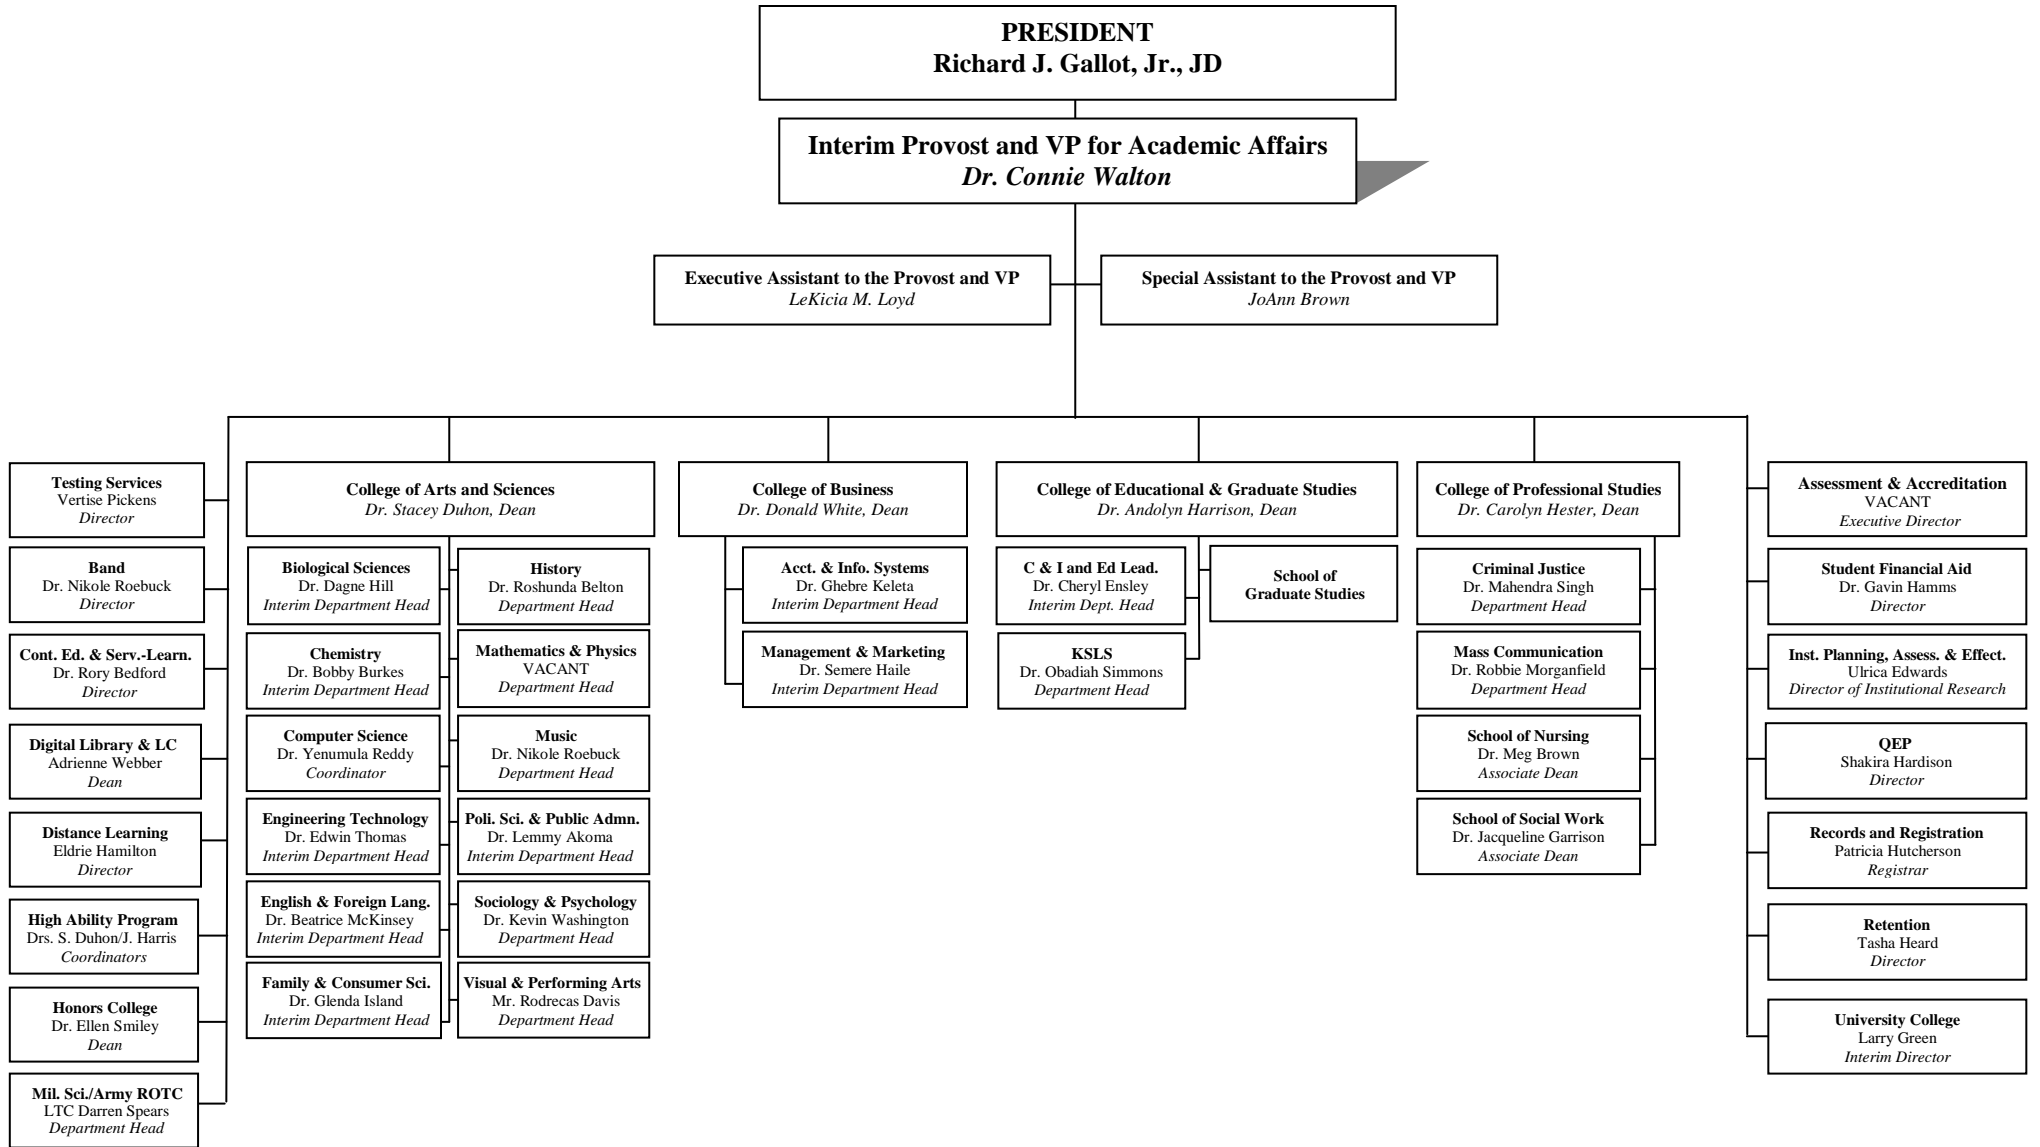 PRESIDENT
Richard J. Gallot, Jr., JD
Interim Provost and VP for Academic Affairs
Dr. Connie Walton
Executive Assistant to the Provost and VP
LeKicia M. Loyd
Special Assistant to the Provost and VP
JoAnn Brown
Testing Services
Vertise Pickens
Director
Band
Dr. Nikole Roebuck
Director
Cont. Ed. & Serv.-Learn.
Dr. Rory Bedford
Director
Digital Library & LC
Adrienne Webber
Dean
Distance Learning
Eldrie Hamilton
Director
High Ability Program
Drs. S. Duhon/J. Harris
Coordinators
Honors College
Dr. Ellen Smiley
Dean
Mil. Sci./Army ROTC
LTC Darren Spears
Department Head
College of Arts and Sciences
Dr. Stacey Duhon, Dean
Biological Sciences
Dr. Dagne Hill
Interim Department Head
Chemistry
Dr. Bobby Burkes
Interim Department Head
Computer Science
Dr. Yenumula Reddy
Coordinator
Engineering Technology
Dr. Edwin Thomas
Interim Department Head
English & Foreign Lang.
Dr. Beatrice McKinsey
Interim Department Head
Family & Consumer Sci.
Dr. Glenda Island
Interim Department Head
History
Dr. Roshunda Belton
Department Head
Mathematics & Physics
VACANT
Department Head
Music
Dr. Nikole Roebuck
Department Head
Poli. Sci. & Public Admn.
Dr. Lemmy Akoma
Interim Department Head
Sociology & Psychology
Dr. Kevin Washington
Department Head
Visual & Performing Arts
Mr. Rodrecas Davis
Department Head
College of Business
Dr. Donald White, Dean
Acct. & Info. Systems
Dr. Ghebre Keleta
Interim Department Head
Management & Marketing
Dr. Semere Haile
Interim Department Head
College of Educational & Graduate Studies
Dr. Andolyn Harrison, Dean
C & I and Ed Lead.
Dr. Cheryl Ensley
Interim Dept. Head
KSLS
Dr. Obadiah Simmons
Department Head
School of
Graduate Studies
College of Professional Studies
Dr. Carolyn Hester, Dean
Criminal Justice
Dr. Mahendra Singh
Department Head
Mass Communication
Dr. Robbie Morganfield
Department Head
School of Nursing
Dr. Meg Brown
Associate Dean
School of Social Work
Dr. Jacqueline Garrison
Associate Dean
Assessment & Accreditation
VACANT
Executive Director
Student Financial Aid
Dr. Gavin Hamms
Director
Inst. Planning, Assess. & Effect.
Ulrica Edwards
Director of Institutional Research
QEP
Shakira Hardison
Director
Records and Registration
Patricia Hutcherson
Registrar
Retention
Tasha Heard
Director
University College
Larry Green
Interim Director